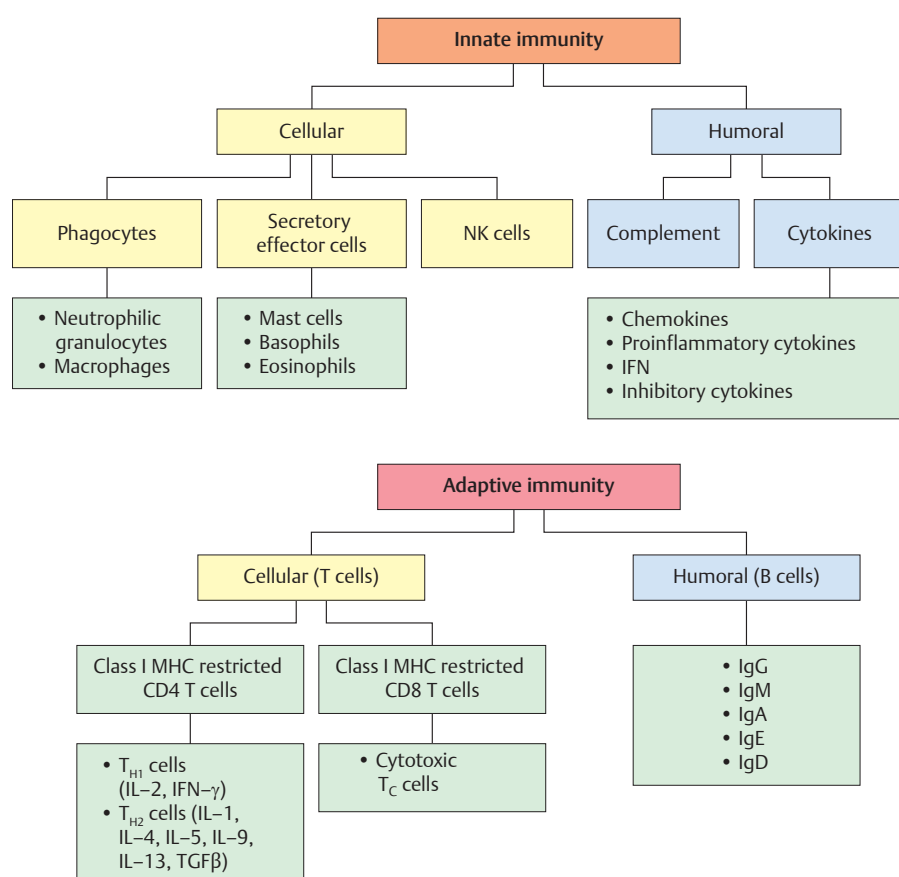 Innate immunity
Cellular
Humoral
Phagocytes
Secretory
effector cells
NK cells
Complement
Cytokines
• Neutrophilic
granulocytes
• Macrophages
• Mast cells
• Basophils
• Eosinophils
• Chemokines
• Proinflammatory cytokines
• IFN
• Inhibitory cytokines
Adaptive immunity
Cellular (T cells)
Humoral (B cells)
Class I MHC restricted
CD4 T cells
Class I MHC restricted
CD8 T cells
• IgG
• IgM
• IgA
• IgE
• IgD
• TH1 cells
(IL–2, IFN–γ)
• TH2 cells (IL–1,
IL–4, IL–5, IL–9,
IL–13, TGFβ)
• Cytotoxic
TC cells